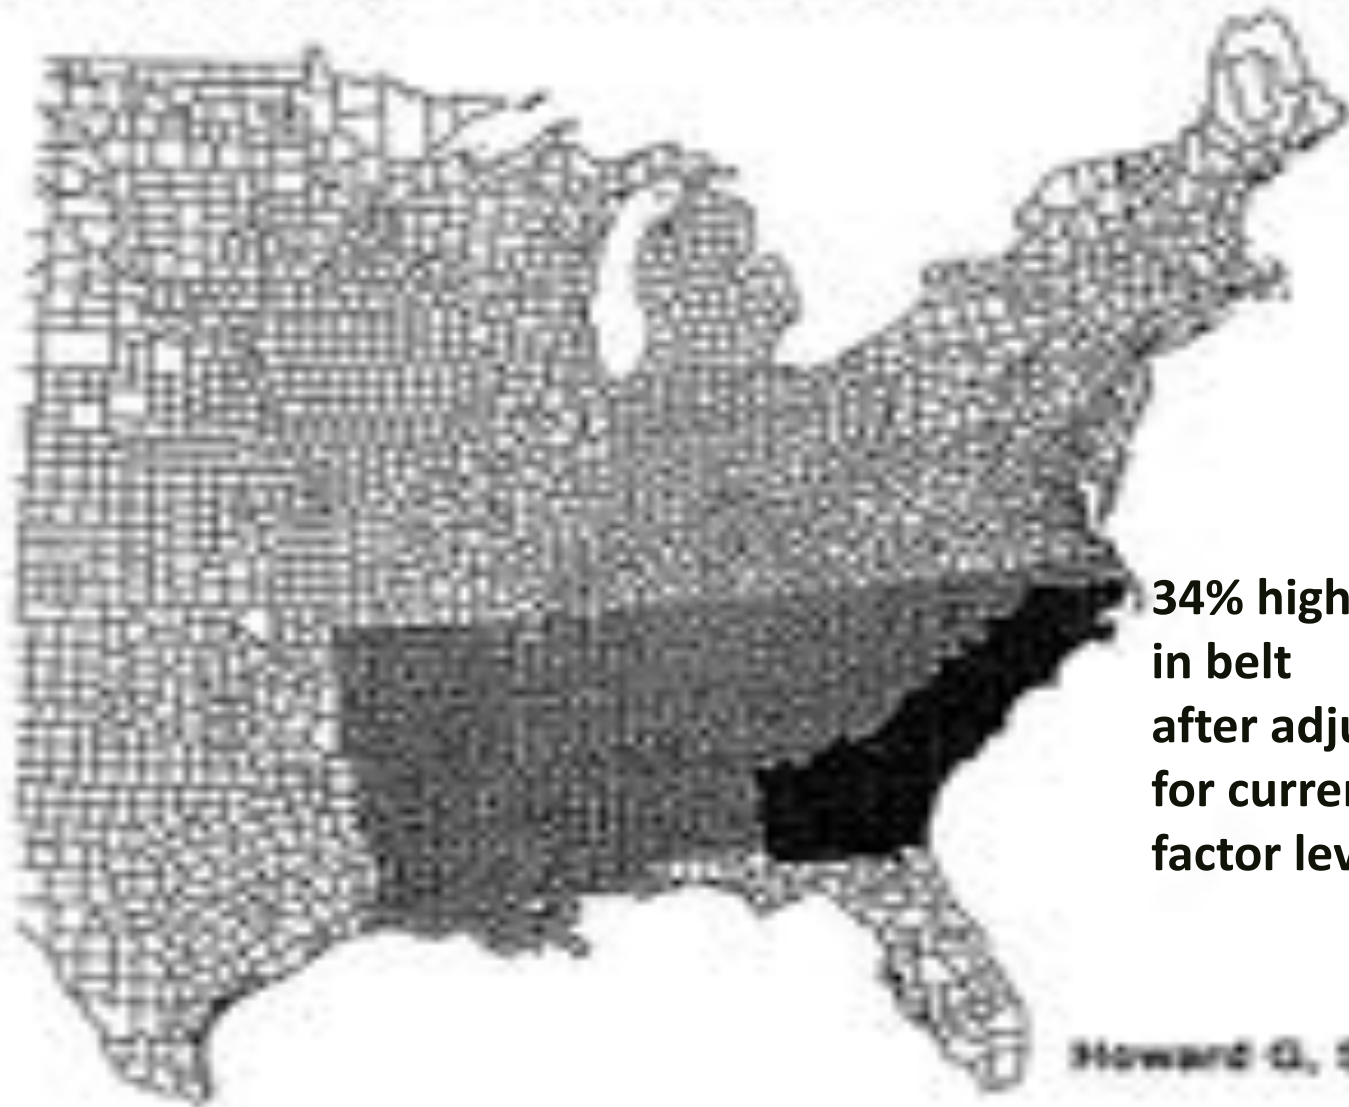 34% high
in belt
after adju
for curren
factor lev
Howard G, S